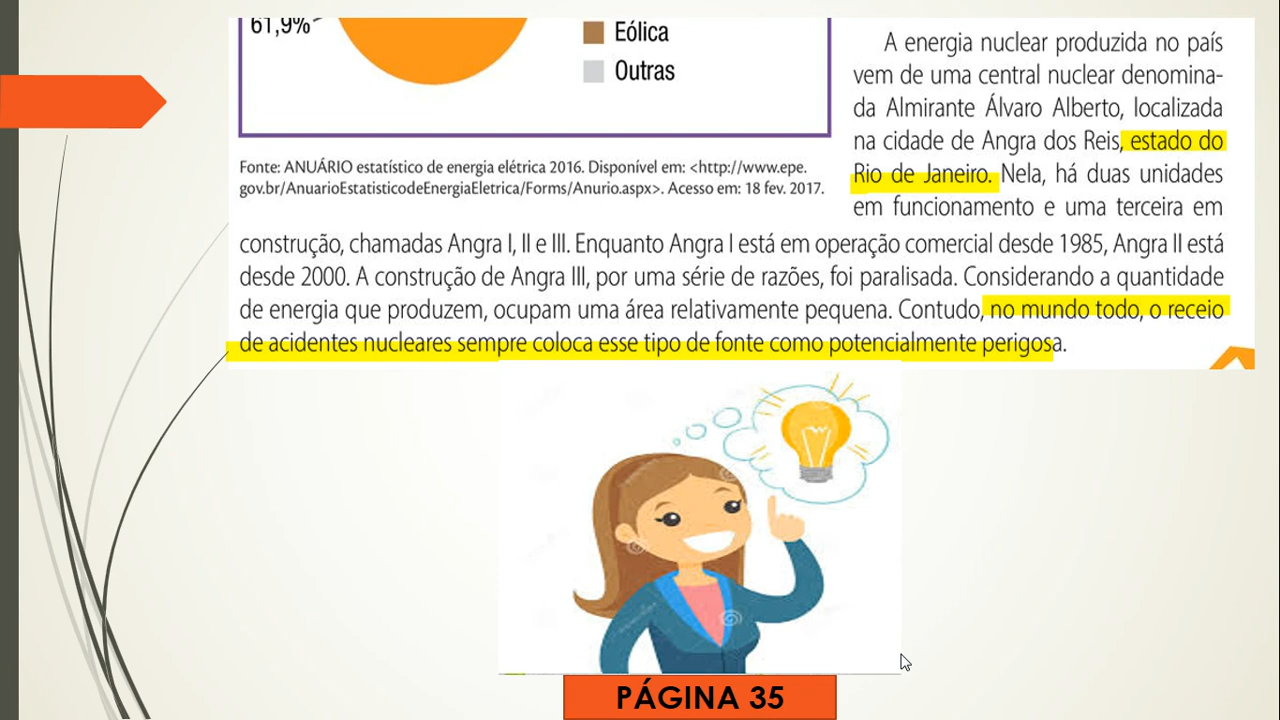 61,9%
Eólica
Outras
Fonte: ANUÁRIO estatístico de energia elétrica 2016. Disponível em: <http://www.epe.
gov.br/AnuarioEstatisticodeEnergiaEletrica/Forms/Anurio.aspx>. Acesso em: 18 fev. 2017.
A energia nuclear produzida no país
vem de uma central nuclear denomina-
da Almirante Álvaro Alberto, localizada
na cidade de Angra dos Reis, estado do
Rio de Janeiro. Nela, há duas unidades
em funcionamento e uma terceira em
construção, chamadas Angra I, II e III. Enquanto Angra I está em operação comercial desde 1985, Angra II está
desde 2000. A construção de Angra III, por uma série de razões, foi paralisada. Considerando a quantidade
de energia que produzem, ocupam uma área relativamente pequena. Contudo, no mundo todo, o receio
de acidentes nucleares sempre coloca esse tipo de fonte como potencialmente perigosa.
PÁGINA 35